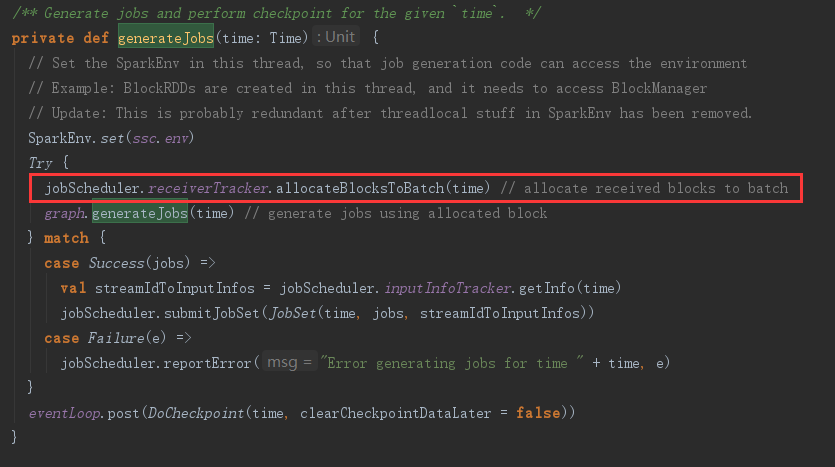 /** Generate jobs and perform checkpoint for the given `time`.  */
private def generateJobs(time: Time): Unit  {
  // Set the SparkEnv in this thread, so that job generation code can access the environment
  // Example: BlockRDDs are created in this thread, and it needs to access BlockManager
  // Update: This is probably redundant after threadlocal stuff in SparkEnv has been removed.
  SparkEnv.set(ssc.env)
  Try {
    jobScheduler.receiverTracker.allocateBlocksToBatch(time) // allocate received blocks to batch
    graph.generateJobs(time) // generate jobs using allocated block
  } match {
    case Success(jobs) =>
      val streamIdToInputInfos = jobScheduler.inputInfoTracker.getInfo(time)
      jobScheduler.submitJobSet(JobSet(time, jobs, streamIdToInputInfos))
    case Failure(e) =>
      jobScheduler.reportError( msg = "Error generating jobs for time " + time, e)
  }
  eventLoop.post(DoCheckpoint(time, clearCheckpointDataLater = false))
}